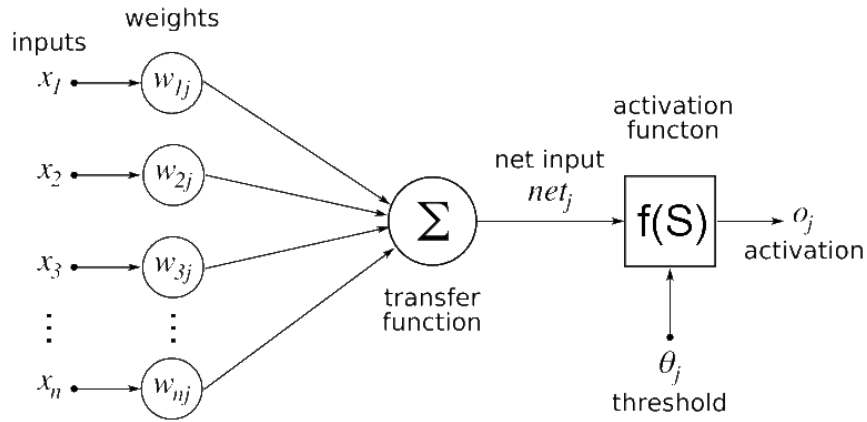 inputs
weights
x1
w1j
x2
w2j
x3
w3j
⋮
⋮
xn
wnj
Σ
transfer
function
net input
netj
activation
functon
f(S)
oj
activation
θj
threshold